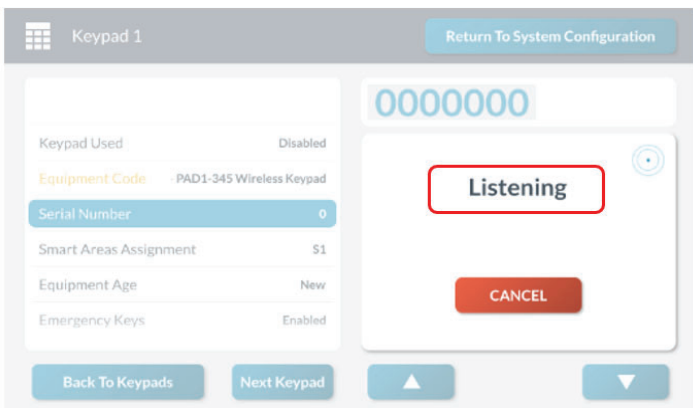 Keypad 1
Return To System Configuration
0000000
Keypad Used Disabled
Equipment Code - PAD1-345 Wireless Keypad
Serial Number 0
Smart Areas Assignment S1
Equipment Age New
Emergency Keys Enabled
Listening
CANCEL
Back To Keypads
Next Keypad